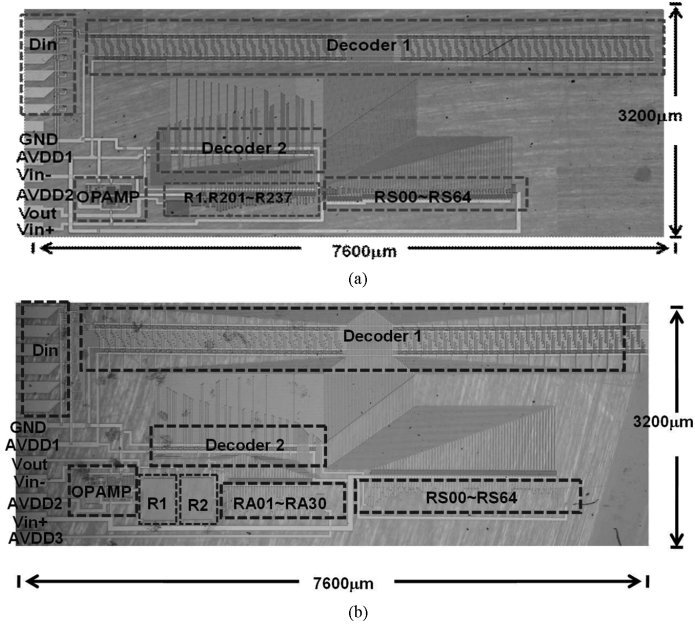 Din
Decoder 1
3200μm
GND
AVDD1
Decoder 2
Vin-
AVDD2
OPAMP
R1.R201~R237
RS00~RS64
Vout
Vin+
7600μm
(a)
Din
Decoder 1
3200μm
GND
AVDD1
Decoder 2
Vout
Vin-
OPAMP
R1
R2
RA01~RA30
RS00~RS64
AVDD2
Vin+
AVDD3
7600μm
(b)